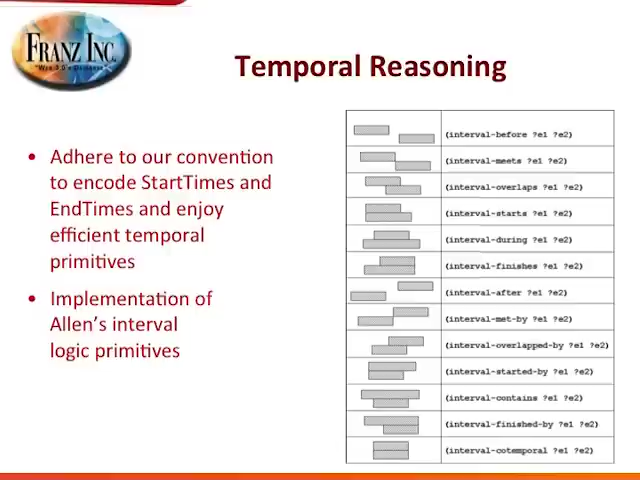 FRANZ INC.
Temporal Reasoning
• Adhere to our convention
to encode StartTimes and
EndTimes and enjoy
efficient temporal
primitives
• Implementation of
Allen's interval
logic primitives
(interval-before ?e1 ?e2)
(interval-meets ?e1 ?e2)
(interval-overlaps ?e1 ?e2)
(interval-starts ?e1 ?e2)
(interval-during ?e1 ?e2)
(interval-finishes ?e1 ?e2)
(interval-after ?e1 ?e2)
(interval-met-by ?e1 ?e2)
(interval-overlapped-by ?e1 ?e2)
(interval-started-by ?e1 ?e2)
(interval-contains ?e1 ?e2)
(interval-finished-by ?e1 ?e2)
(interval-cotemporal ?e1 ?e2)